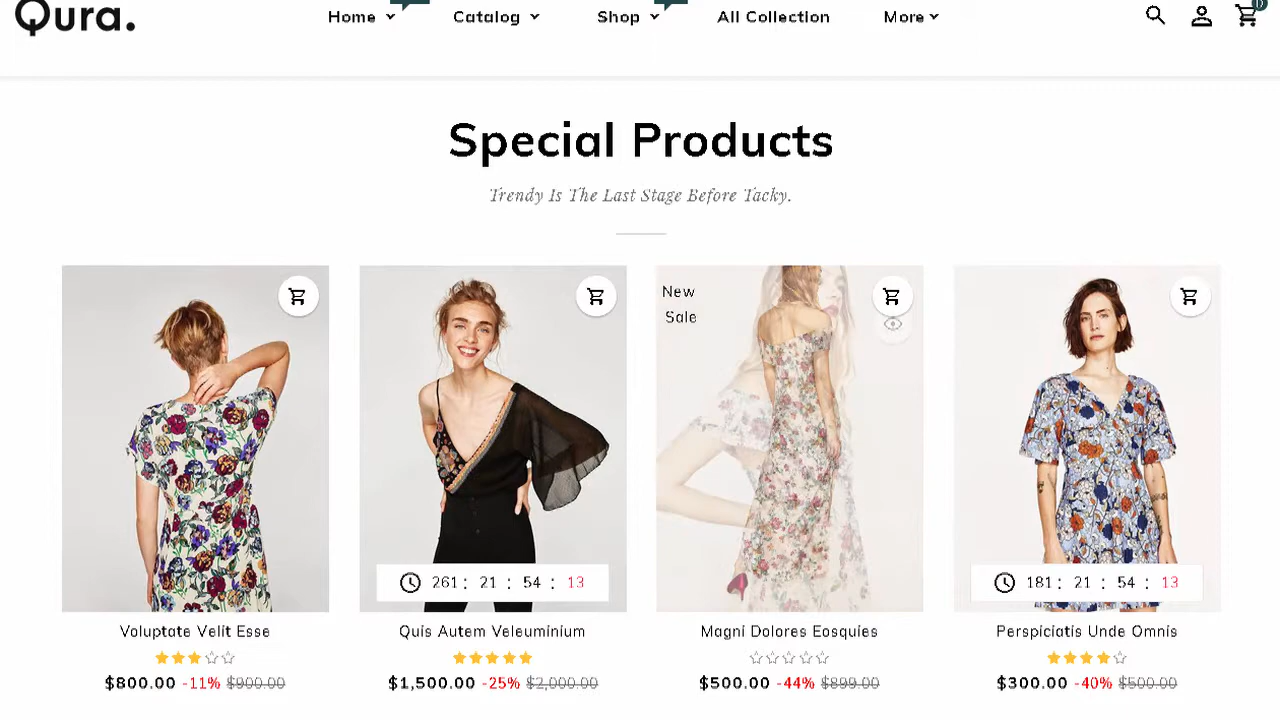 Qura.
Home Catalog Shop All Collection More
Special Products
Trendy Is The Last Stage Before Tacky.
New
Sale
261 : 21 : 54 : 13
181 : 21 : 54 : 13
Voluptate Velit Esse
Quis Autem Veleuminium
Magni Dolores Eosquies
Perspiciatis Unde Omnis
$800.00 -11% $900.00
$1,500.00 -25% $2,000.00
$500.00 -44% $899.00
$300.00 -40% $500.00